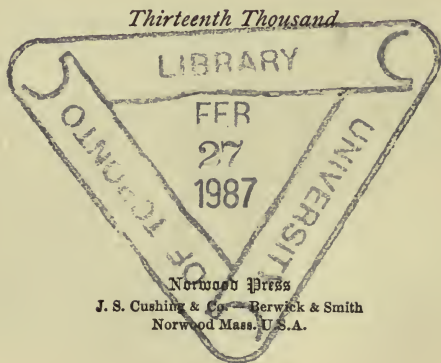 Thirteenth Thousand
LIBRARY
FEB
27
1987
UNIVERSITY
OF TORONTO
Norwood Press
J. S. Cushing & Co. — Berwick & Smith
Norwood Mass. U.S.A.